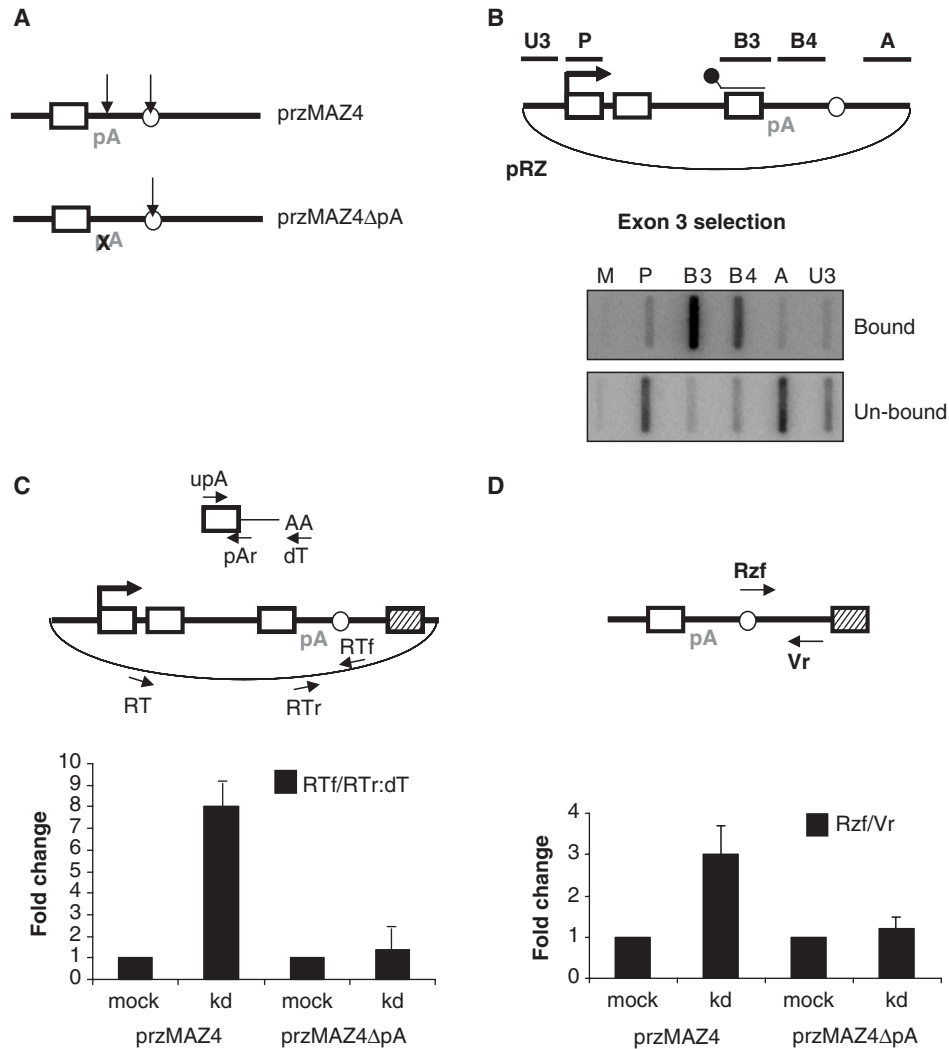 A
przMAZ4
pA
przMAZ4ΔpA
pA
X
B
U3 P B3 B4 A
pA
pRZ
Exon 3 selection
M P B3 B4 A U3
Bound
Un-bound
C
upA
AA
pAr dT
pA
RTf
RT RTr
10
9
8
7
6
5
4
3
2
1
0
Fold change
RTf/RTr:dT
mock kd mock kd
przMAZ4 przMAZ4ΔpA
D
Rzf
pA
Vr
4
3
2
1
0
Fold change
Rzf/Vr
mock kd mock kd
przMAZ4 przMAZ4ΔpA